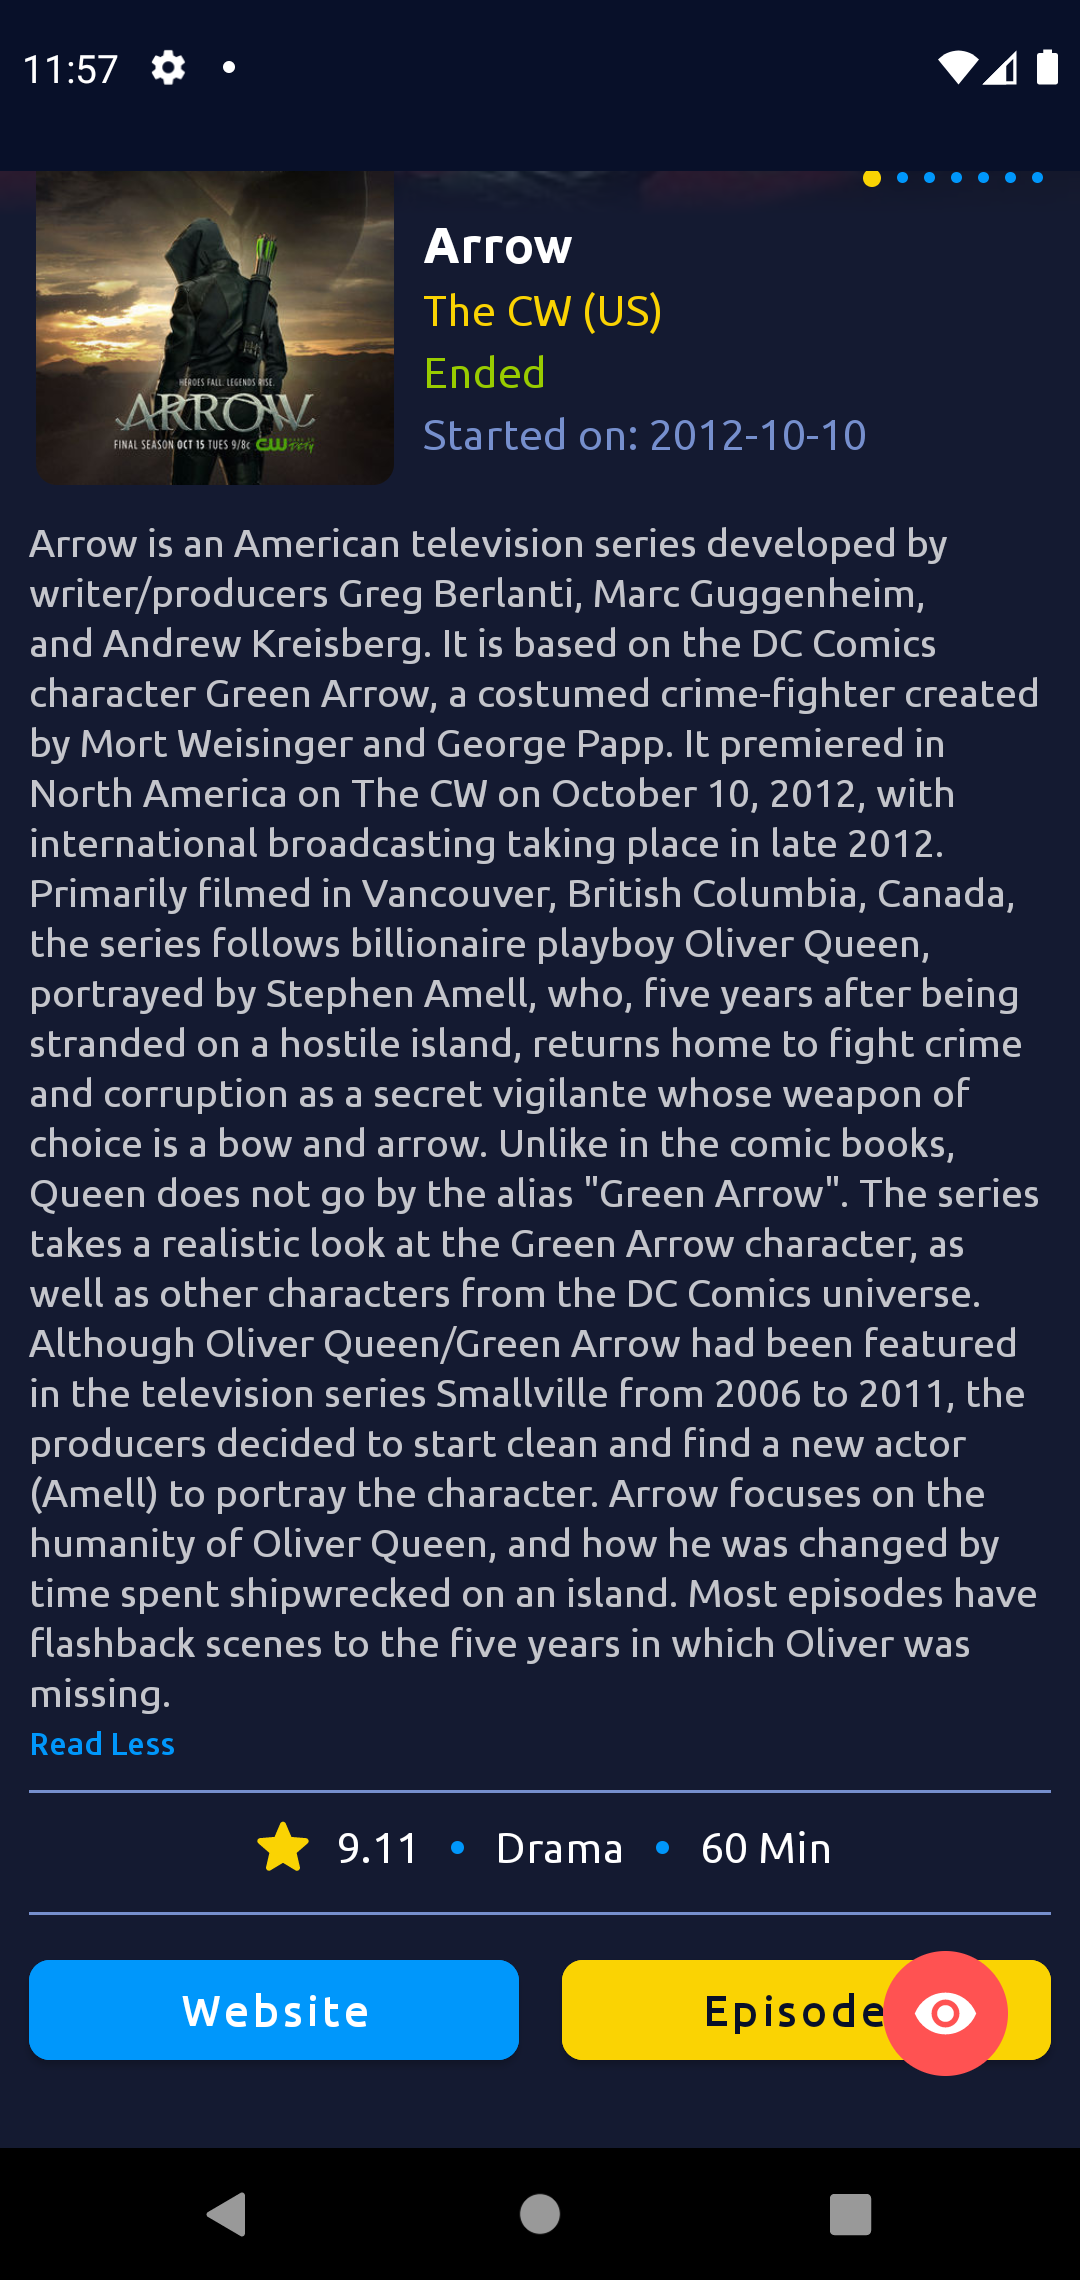 11:57
HEROES FALL. LEGENDS RISE.
ARROW
FINAL SEASON OCT 15 TUES 9/8c CW
Arrow
The CW (US)
Ended
Started on: 2012-10-10
Arrow is an American television series developed by
writer/producers Greg Berlanti, Marc Guggenheim,
and Andrew Kreisberg. It is based on the DC Comics
character Green Arrow, a costumed crime-fighter created
by Mort Weisinger and George Papp. It premiered in
North America on The CW on October 10, 2012, with
international broadcasting taking place in late 2012.
Primarily filmed in Vancouver, British Columbia, Canada,
the series follows billionaire playboy Oliver Queen,
portrayed by Stephen Amell, who, five years after being
stranded on a hostile island, returns home to fight crime
and corruption as a secret vigilante whose weapon of
choice is a bow and arrow. Unlike in the comic books,
Queen does not go by the alias "Green Arrow". The series
takes a realistic look at the Green Arrow character, as
well as other characters from the DC Comics universe.
Although Oliver Queen/Green Arrow had been featured
in the television series Smallville from 2006 to 2011, the
producers decided to start clean and find a new actor
(Amell) to portray the character. Arrow focuses on the
humanity of Oliver Queen, and how he was changed by
time spent shipwrecked on an island. Most episodes have
flashback scenes to the five years in which Oliver was
missing.
Read Less
9.11 • Drama • 60 Min
Website
Episode